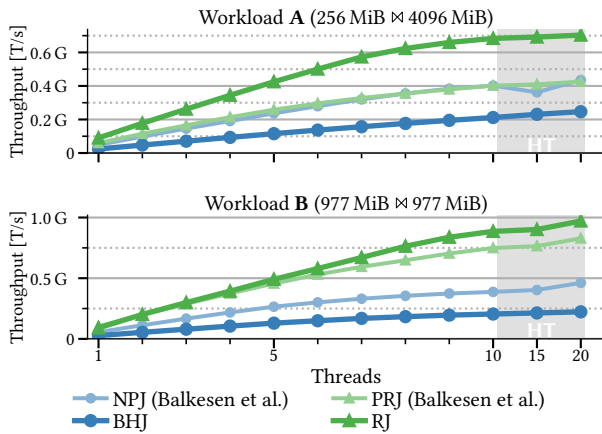 Workload A (256 MiB ⋈ 4096 MiB)
Throughput [T/s]
0.6 G
0.4 G
0.2 G
0
HT
Workload B (977 MiB ⋈ 977 MiB)
Throughput [T/s]
1.0 G
0.5 G
0
HT
1 5 10 15 20
Threads
NPJ (Balkesen et al.) PRJ (Balkesen et al.)
BHJ RJ